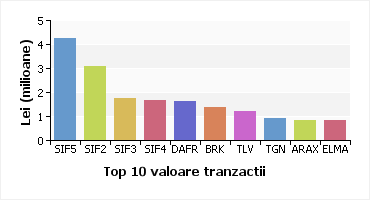 Lei (milioane)
5
4
3
2
1
0
SIF5 SIF2 SIF3 SIF4 DAFR BRK TLV TGN ARAX ELMA
Top 10 valoare tranzactii